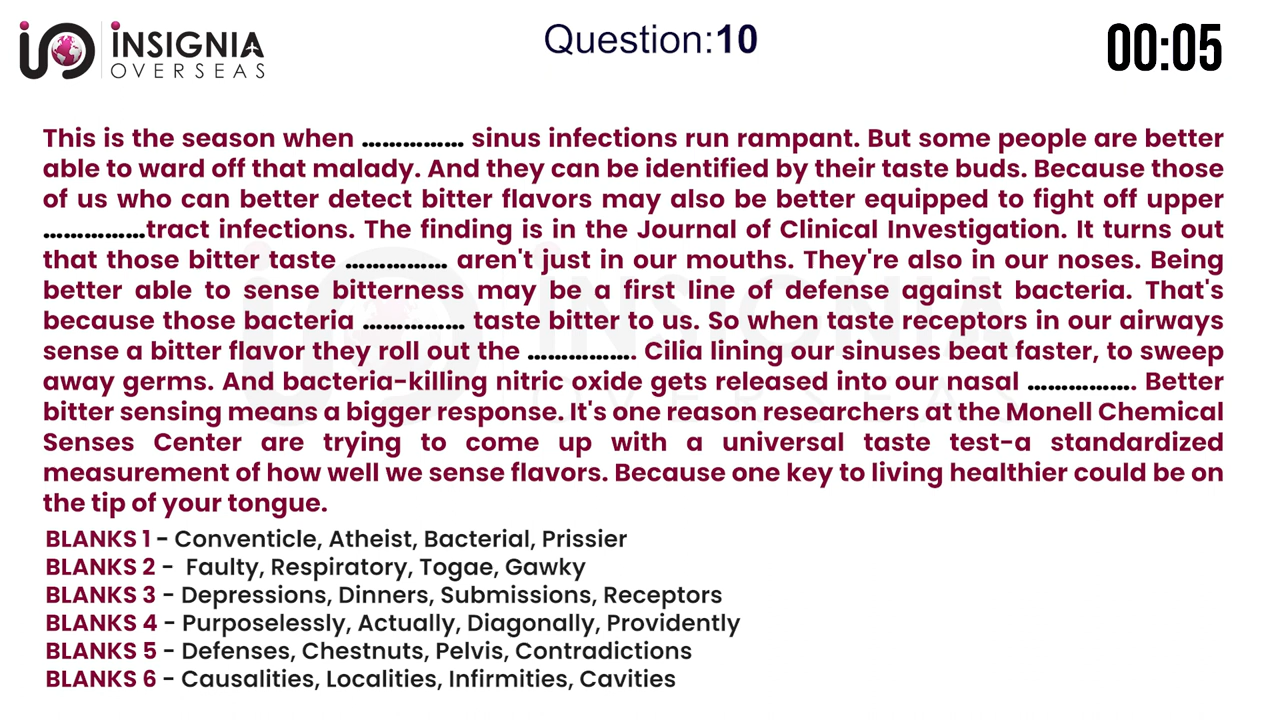 iNSIGNIA
OVERSEAS
Question:10
00:05
This is the season when ............... sinus infections run rampant. But some people are better
able to ward off that malady. And they can be identified by their taste buds. Because those
of us who can better detect bitter flavors may also be better equipped to fight off upper
...............tract infections. The finding is in the Journal of Clinical Investigation. It turns out
that those bitter taste ............... aren't just in our mouths. They're also in our noses. Being
better able to sense bitterness may be a first line of defense against bacteria. That's
because those bacteria ............... taste bitter to us. So when taste receptors in our airways
sense a bitter flavor they roll out the ................ Cilia lining our sinuses beat faster, to sweep
away germs. And bacteria-killing nitric oxide gets released into our nasal ................ Better
bitter sensing means a bigger response. It's one reason researchers at the Monell Chemical
Senses Center are trying to come up with a universal taste test-a standardized
measurement of how well we sense flavors. Because one key to living healthier could be on
the tip of your tongue.
BLANKS 1 - Conventicle, Atheist, Bacterial, Prissier
BLANKS 2 - Faulty, Respiratory, Togae, Gawky
BLANKS 3 - Depressions, Dinners, Submissions, Receptors
BLANKS 4 - Purposelessly, Actually, Diagonally, Providently
BLANKS 5 - Defenses, Chestnuts, Pelvis, Contradictions
BLANKS 6 - Causalities, Localities, Infirmities, Cavities